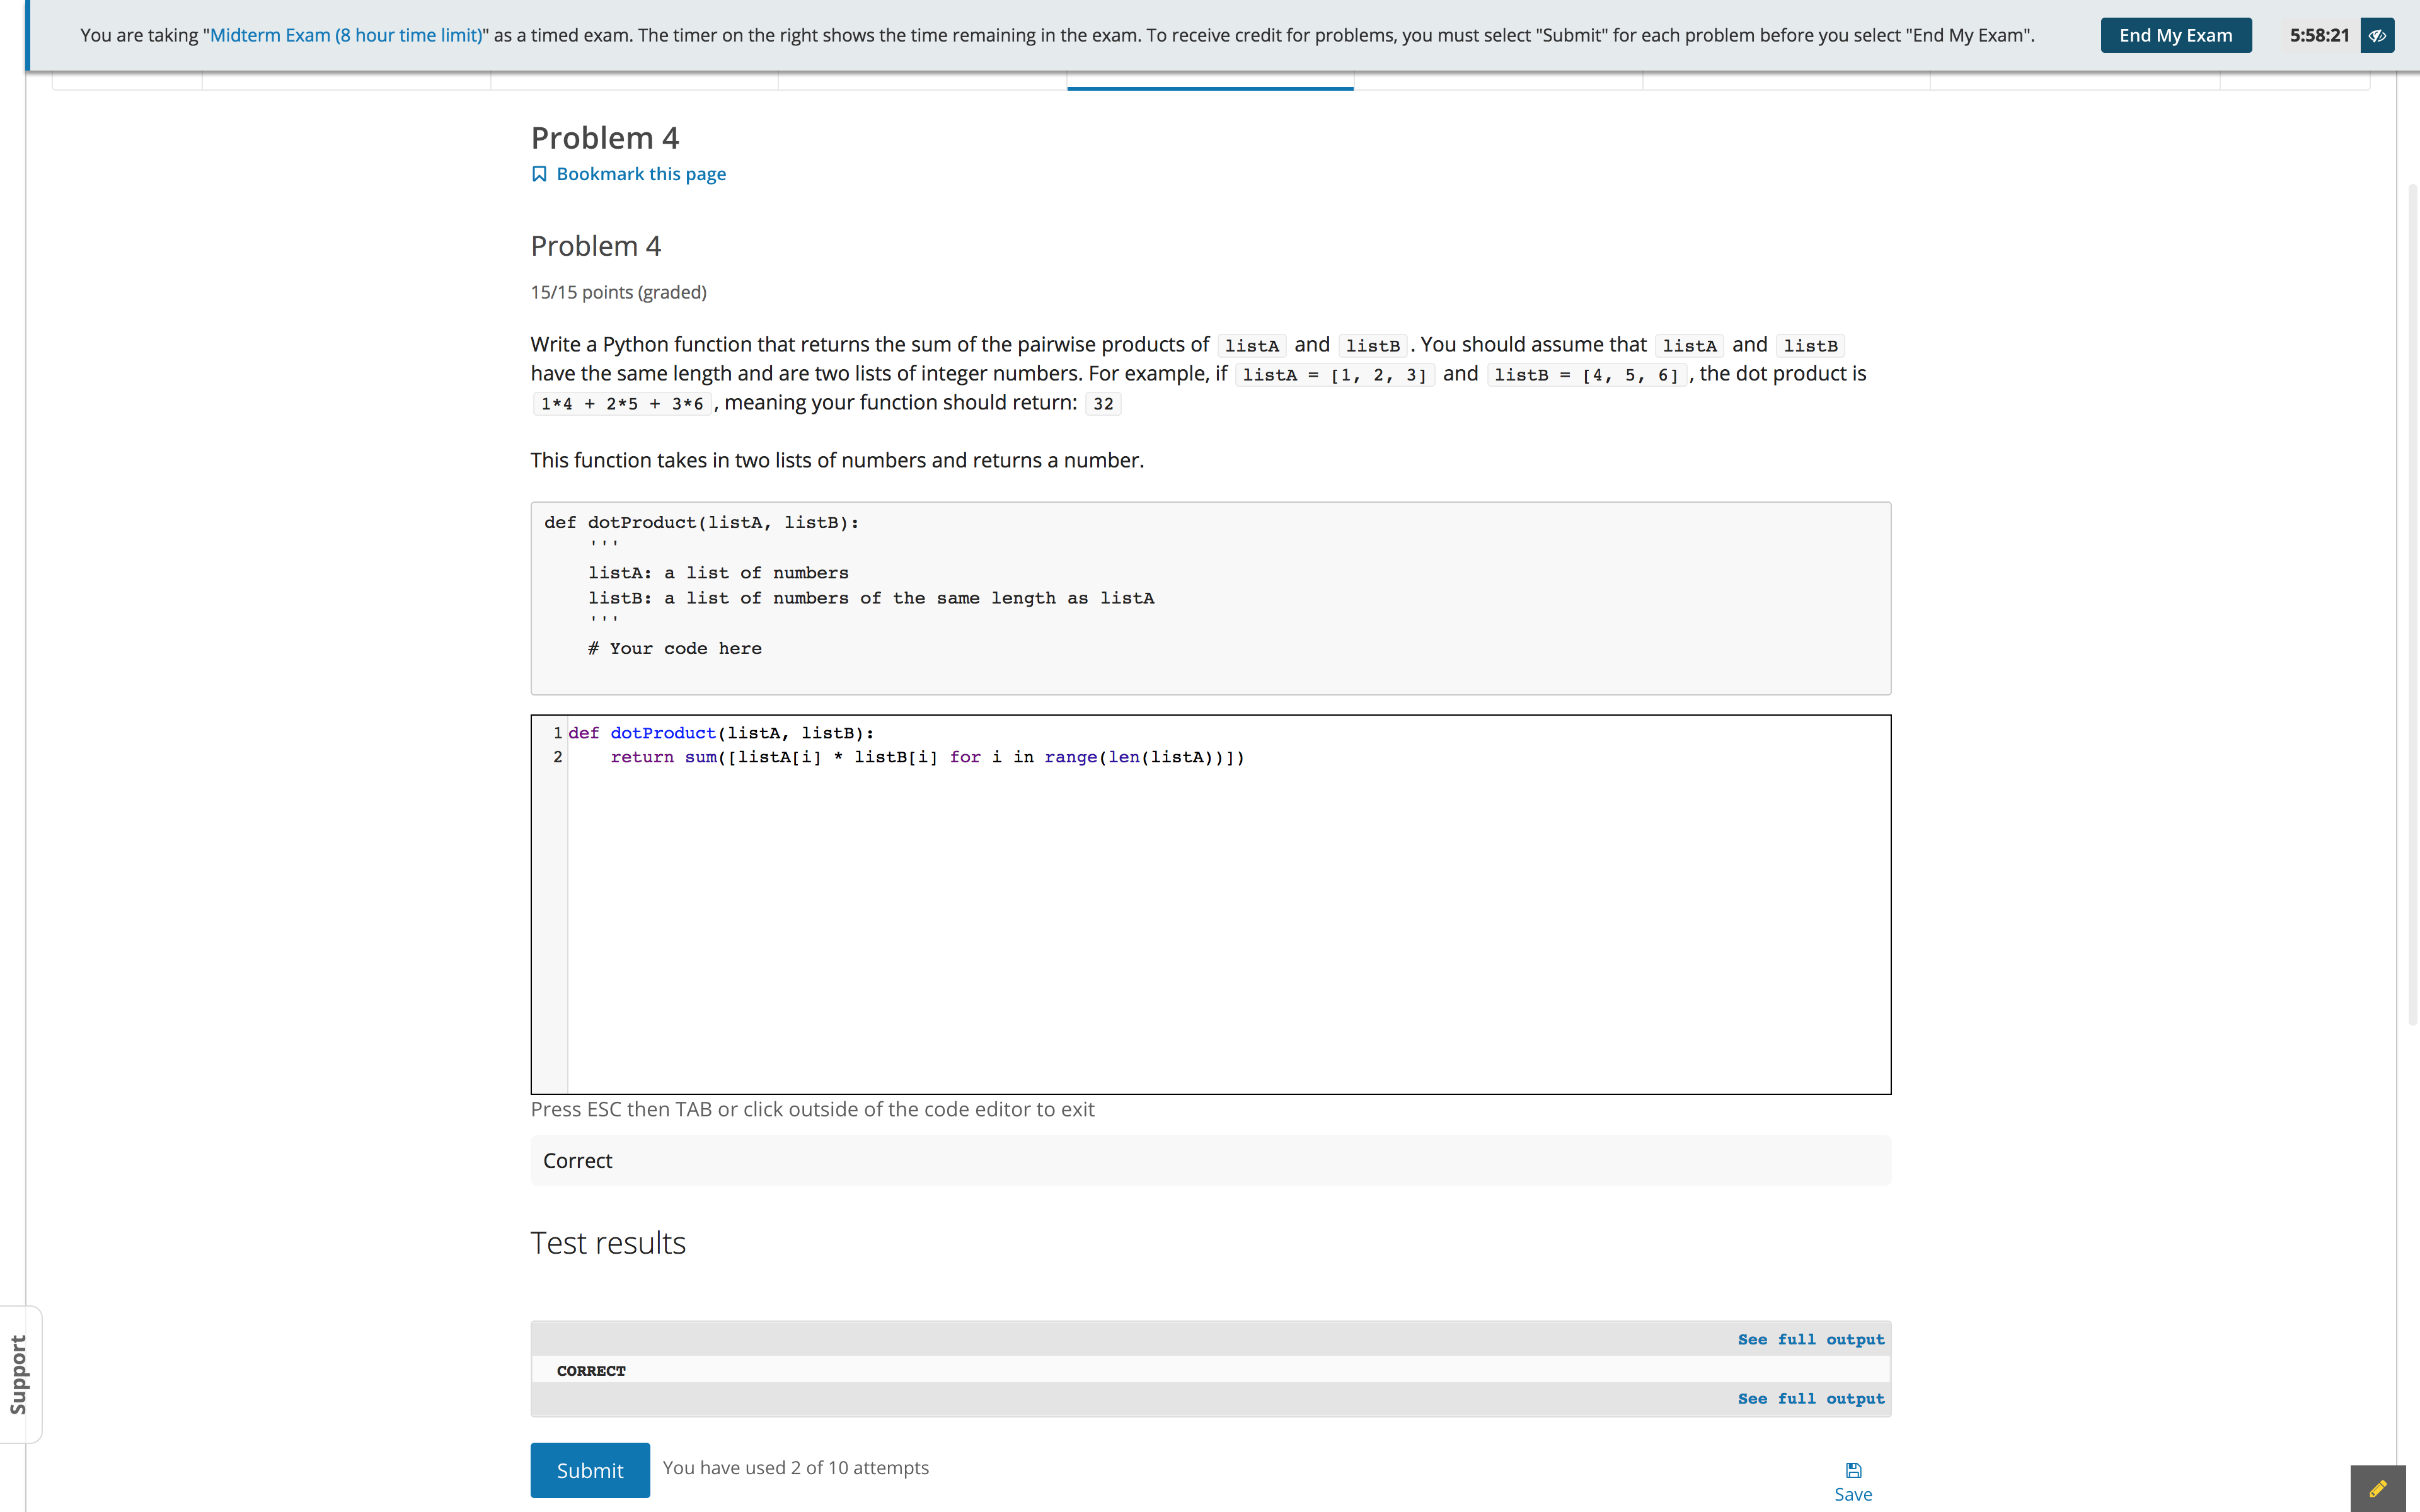 You are taking "Midterm Exam (8 hour time limit)" as a timed exam. The timer on the right shows the time remaining in the exam. To receive credit for problems, you must select "Submit" for each problem before you select "End My Exam".
End My Exam
5:58:21
Problem 4
Bookmark this page
Problem 4
15/15 points (graded)
Write a Python function that returns the sum of the pairwise products of listA and listB. You should assume that listA and listB
have the same length and are two lists of integer numbers. For example, if listA = [1, 2, 3] and listB = [4, 5, 6], the dot product is
1*4 + 2*5 + 3*6, meaning your function should return: 32
This function takes in two lists of numbers and returns a number.
def dotProduct(listA, listB):
    '''
    listA: a list of numbers
    listB: a list of numbers of the same length as listA
    '''
    # Your code here
1 def dotProduct(listA, listB):
2     return sum([listA[i] * listB[i] for i in range(len(listA))])
Press ESC then TAB or click outside of the code editor to exit
Correct
Test results
See full output
CORRECT
See full output
Submit
You have used 2 of 10 attempts
Save
Support